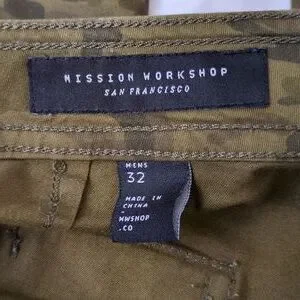 MISSION WORKSHOP
SAN FRANCISCO
MENS
32
MADE IN
CHINA
MWSHOP
.CO